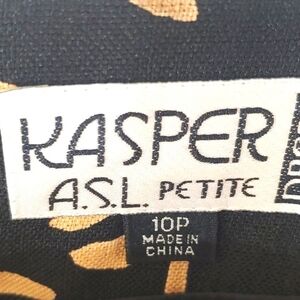 KASPER
A.S.L. PETITE
10P
MADE IN
CHINA